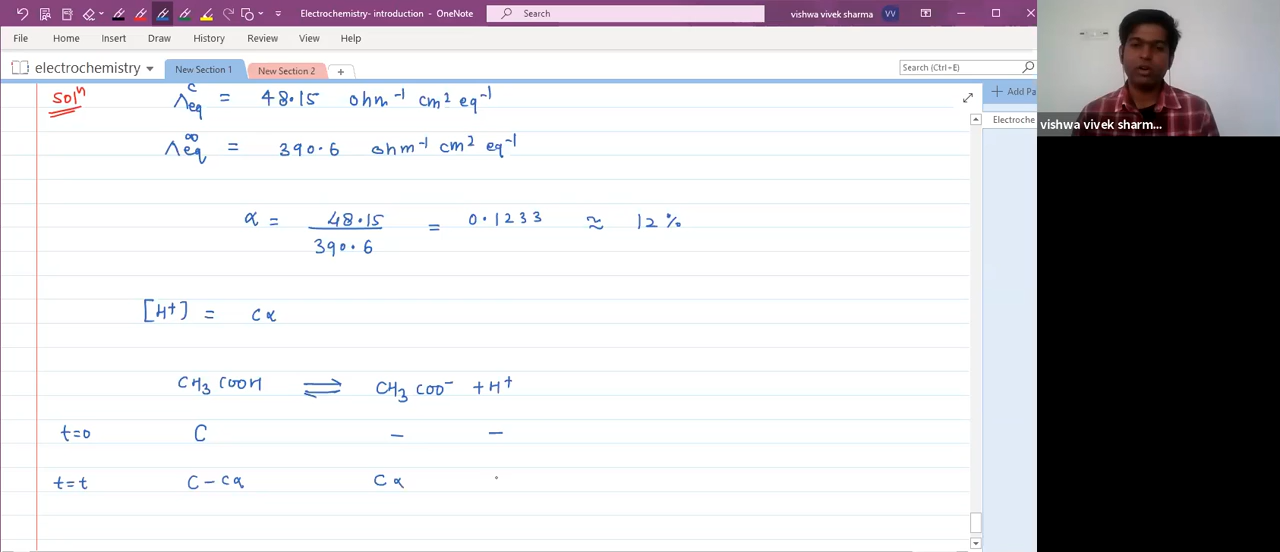 Electrochemistry- introduction - OneNote
Search
vishwa vivek sharma VV
File Home Insert Draw History Review View Help
electrochemistry New Section 1 New Section 2 +
Search (Ctrl+E)
Add Pa
Electroche
vishwa vivek sharm...
Solⁿ
Λ^c_eq = 48.15 ohm⁻¹ cm² eq⁻¹
Λ^∞_eq = 390.6 ohm⁻¹ cm² eq⁻¹
α = 48.15 / 390.6 = 0.1233 ≈ 12%
[H⁺] = cα
CH₃COOH ⇌ CH₃COO⁻ + H⁺
t=0 C – –
t=t C – Cα Cα